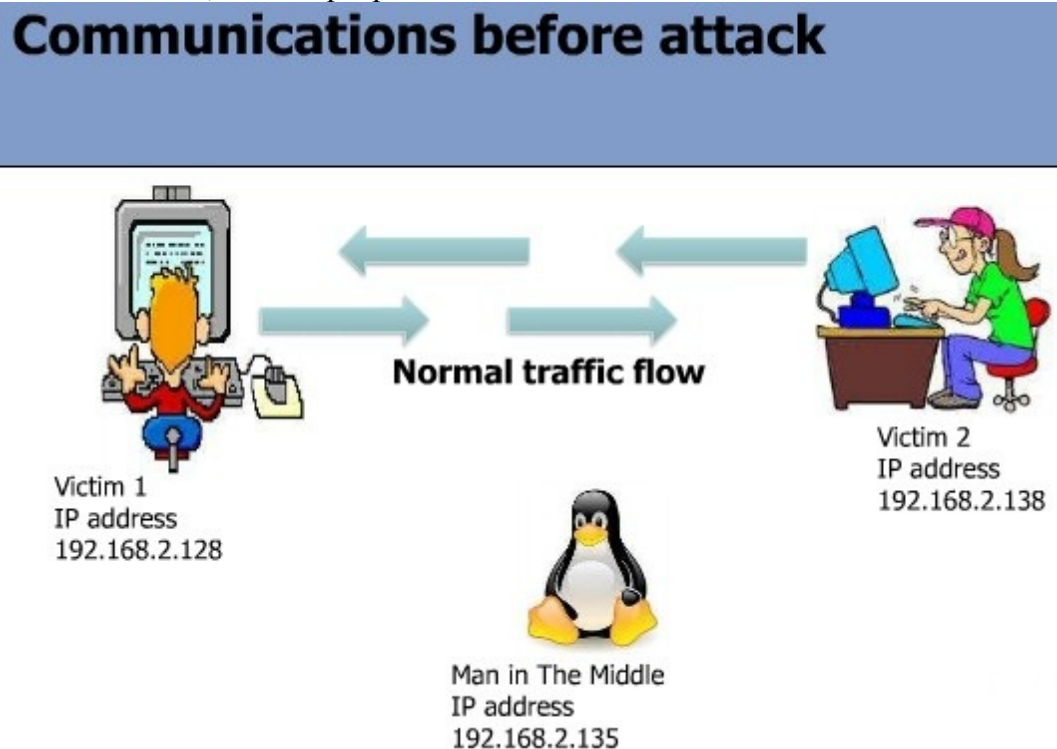 Communications before attack
Normal traffic flow
Victim 1
IP address
192.168.2.128
Victim 2
IP address
192.168.2.138
Man in The Middle
IP address
192.168.2.135